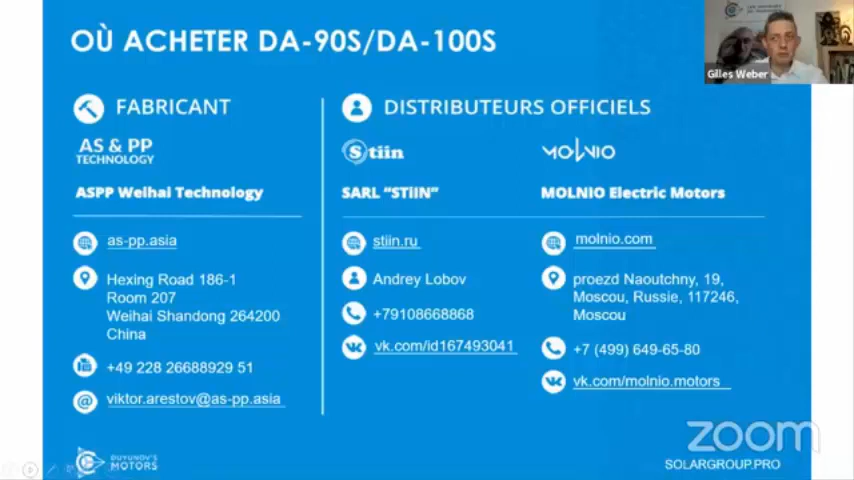 OÙ ACHETER DA-90S/DA-100S
Gilles Weber
FABRICANT
AS & PP
TECHNOLOGY
ASPP Weihai Technology
as-pp.asia
Hexing Road 186-1
Room 207
Weihai Shandong 264200
China
+49 228 26688929 51
viktor.arestov@as-pp.asia
DISTRIBUTEURS OFFICIELS
Stiin
SARL “STiIN”
stiin.ru
Andrey Lobov
+79108668868
vk.com/id167493041
MOLNIO
MOLNIO Electric Motors
molnio.com
proezd Naoutchny, 19,
Moscou, Russie, 117246,
Moscou
+7 (499) 649-65-80
vk.com/molnio.motors
DUYUNOV'S
MOTORS
zoom
SOLARGROUP.PRO